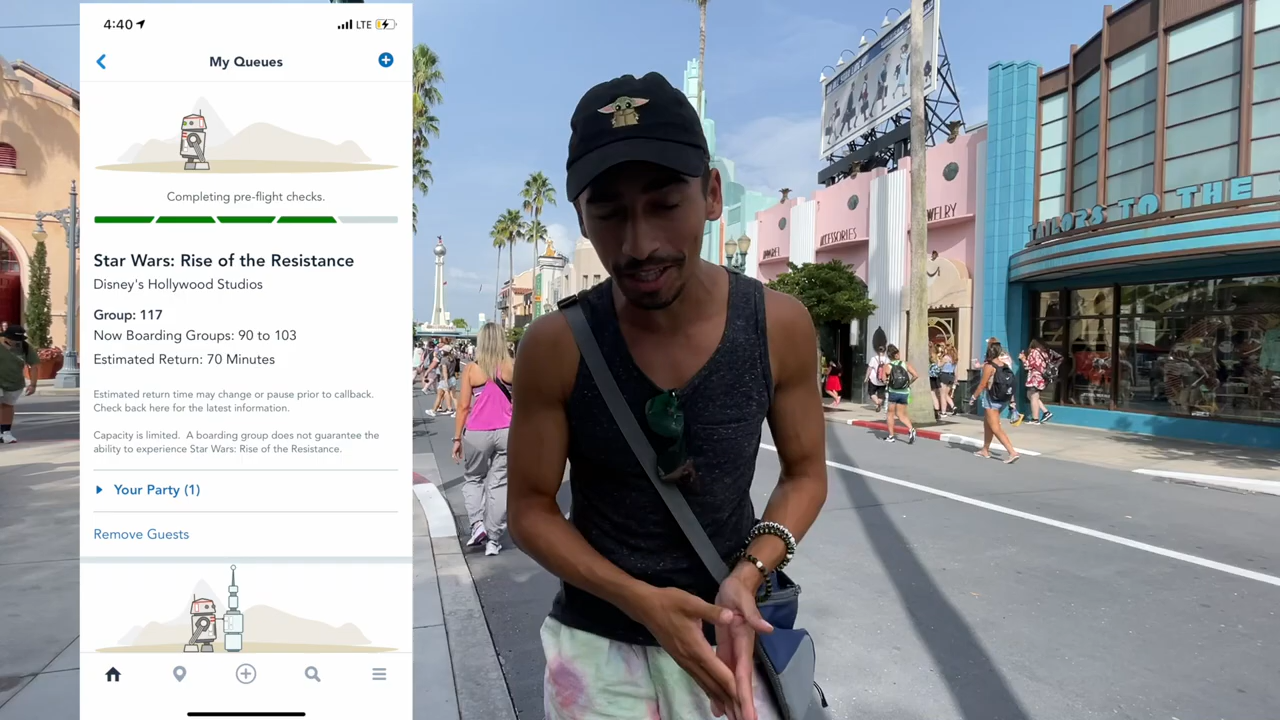 4:40
LTE
My Queues
Completing pre-flight checks.
Star Wars: Rise of the Resistance
Disney's Hollywood Studios
Group: 117
Now Boarding Groups: 90 to 103
Estimated Return: 70 Minutes
Estimated return time may change or pause prior to callback.
Check back here for the latest information.
Capacity is limited.  A boarding group does not guarantee the
ability to experience Star Wars: Rise of the Resistance.
Your Party (1)
Remove Guests
APPAREL
ACCESSORIES
JEWELRY
TAILORS TO THE